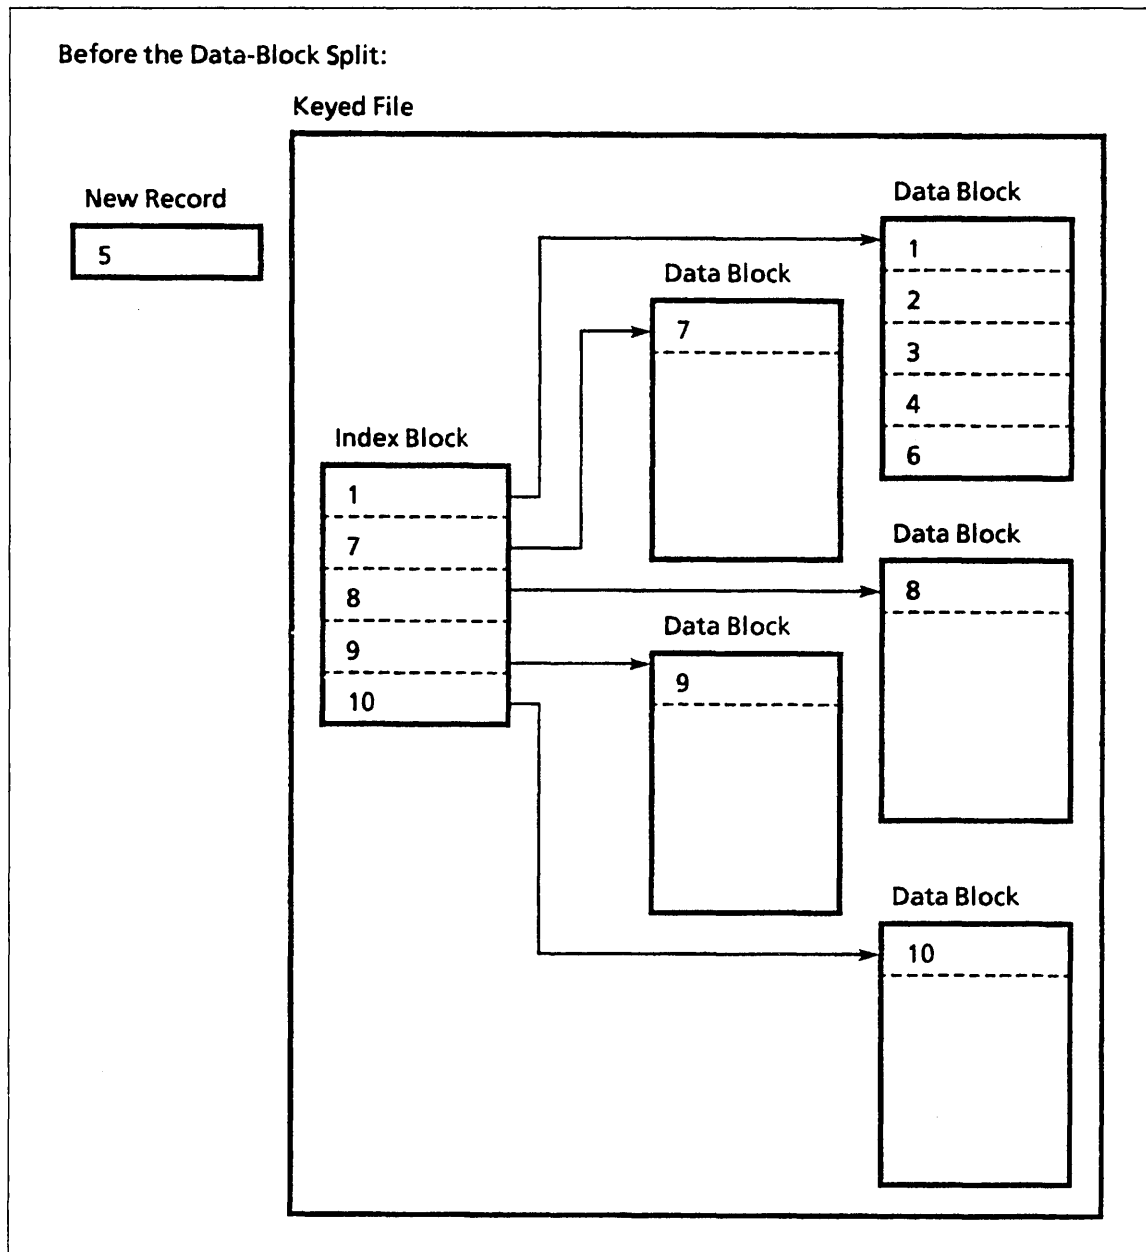 Before the Data-Block Split:
Keyed File
New Record
5
Data Block
1
2
3
4
6
Data Block
7
Index Block
1
7
8
9
10
Data Block
8
Data Block
9
Data Block
10